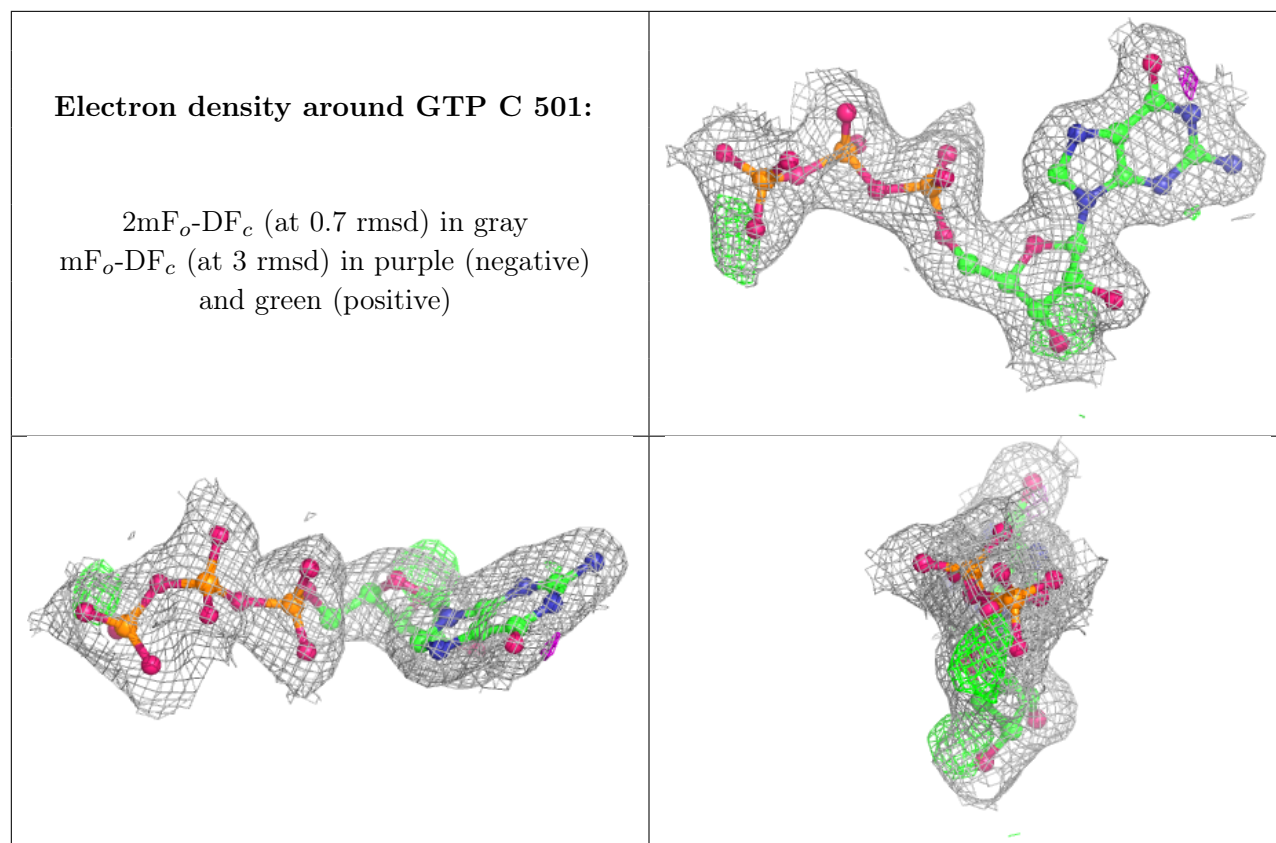 Electron density around GTP C 501:
2mFₒ-DF𝒸 (at 0.7 rmsd) in gray
mFₒ-DF𝒸 (at 3 rmsd) in purple (negative)
and green (positive)